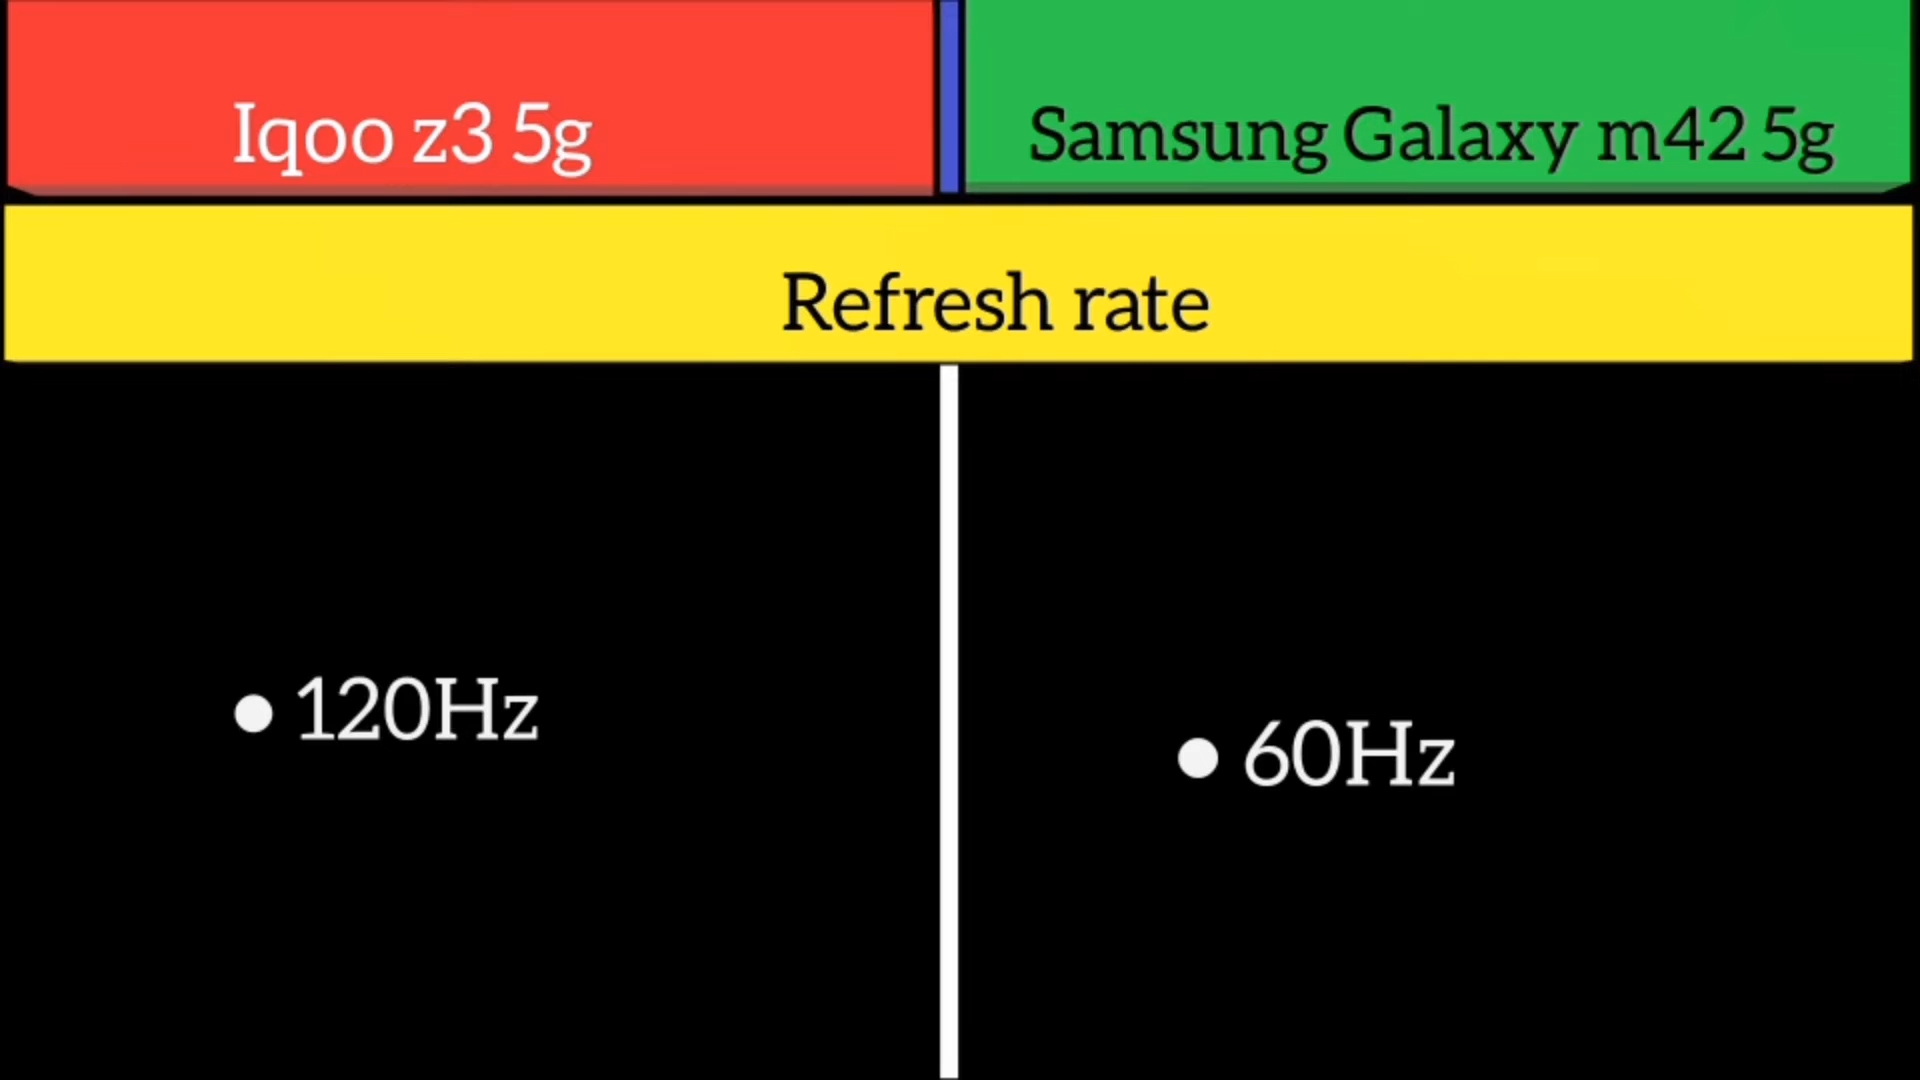 Iqoo z3 5g
Samsung Galaxy m42 5g
Refresh rate
● 120Hz
● 60Hz